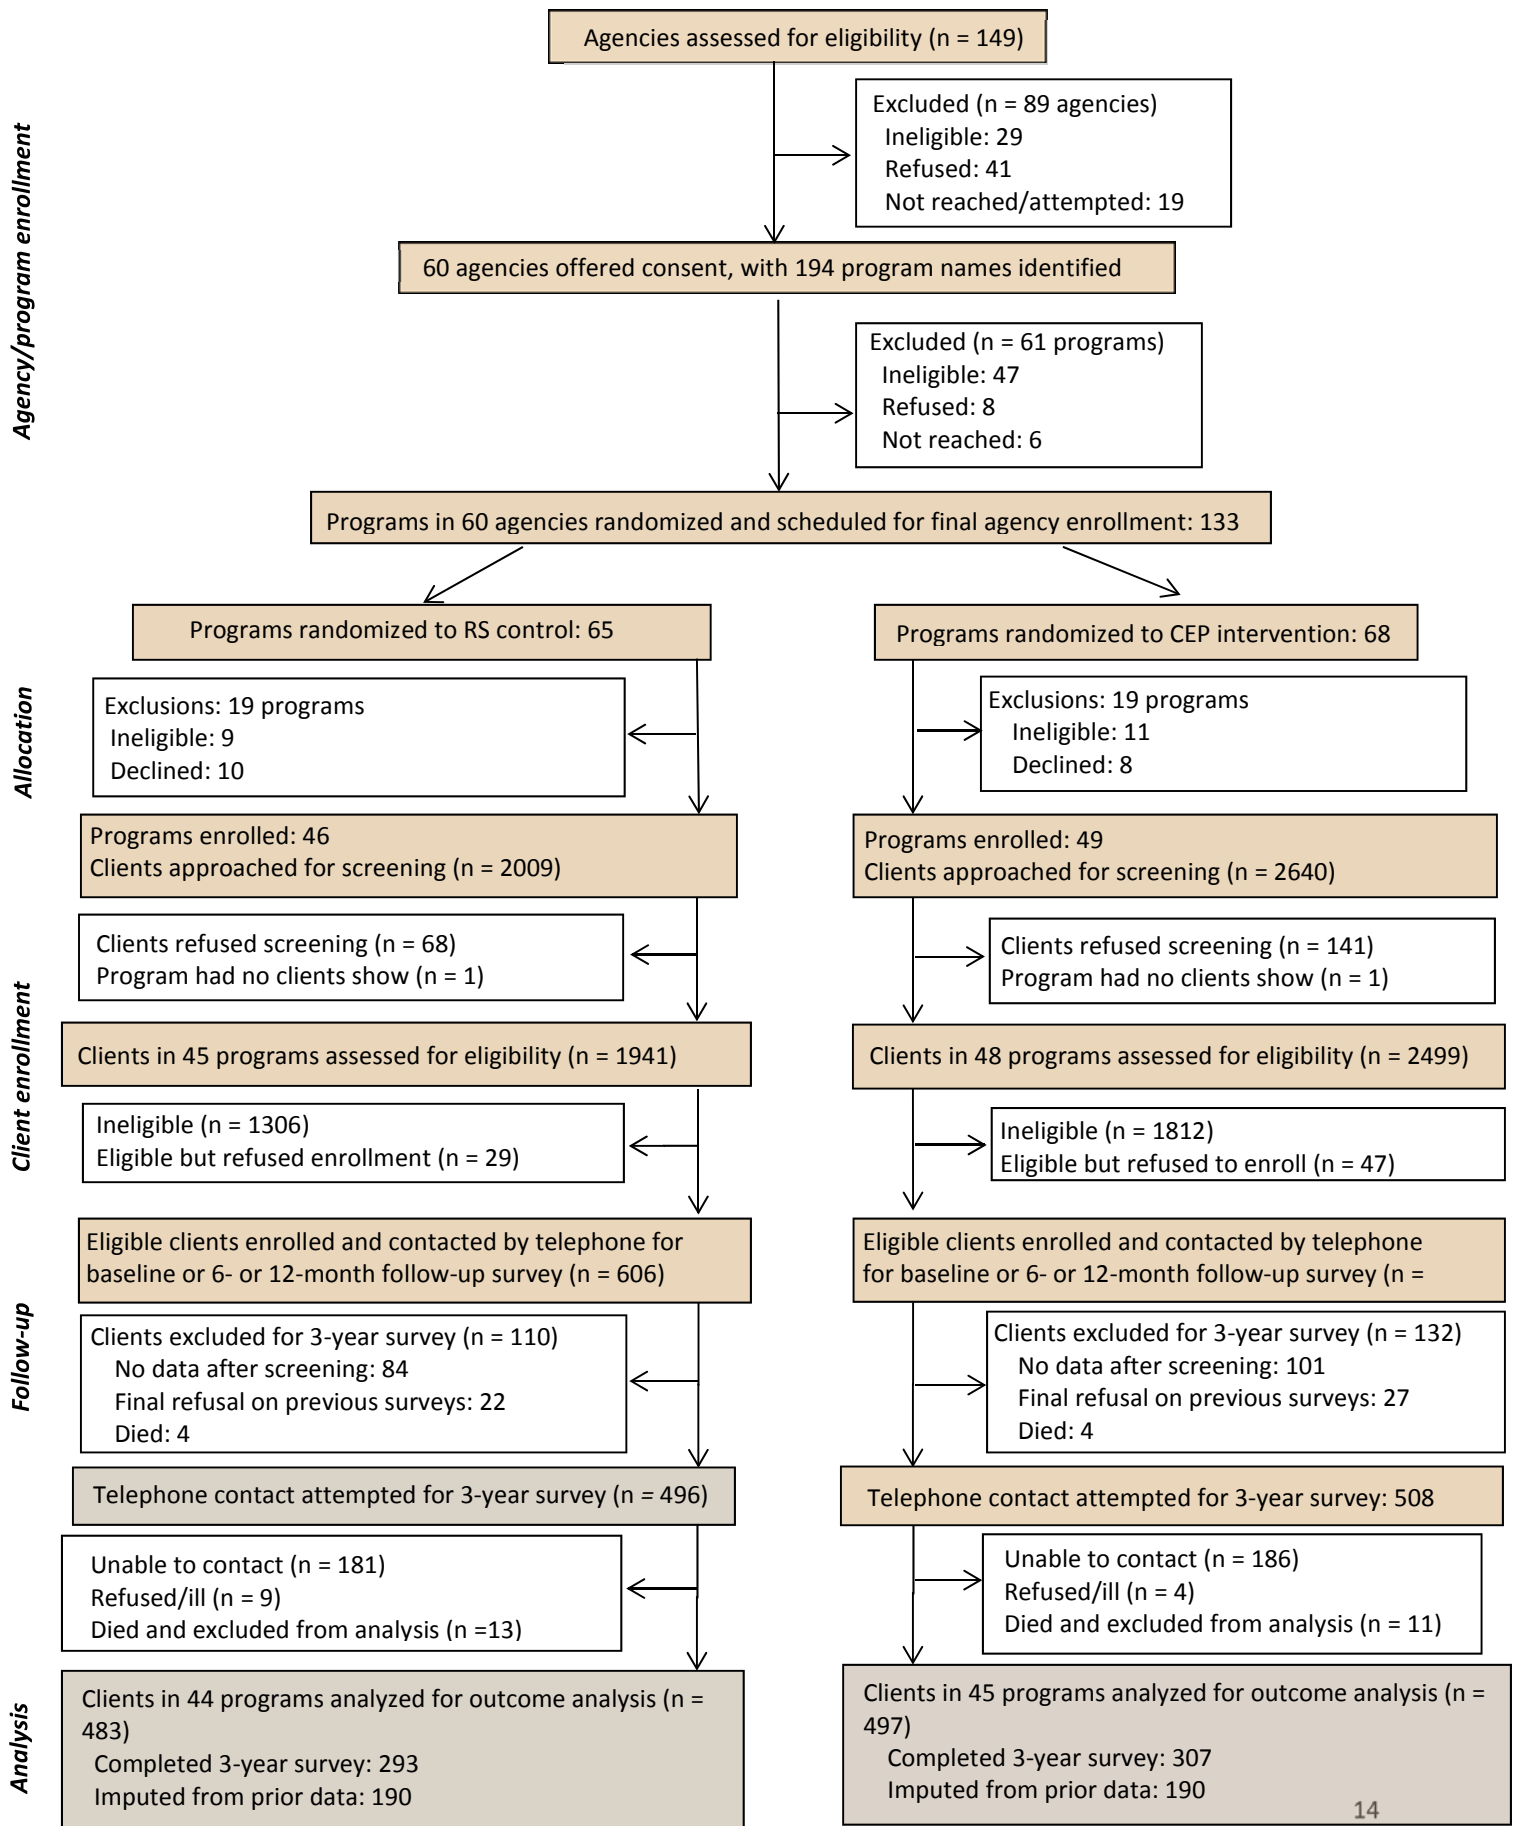 Agencies assessed for eligibility (n = 149)
Excluded (n = 89 agencies)
Ineligible: 29
Refused: 41
Not reached/attempted: 19
Agency/program enrollment
60 agencies offered consent, with 194 program names identified
Excluded (n = 61 programs)
Ineligible: 47
Refused: 8
Not reached: 6
Programs in 60 agencies randomized and scheduled for final agency enrollment: 133
Programs randomized to RS control: 65
Programs randomized to CEP intervention: 68
Allocation
Exclusions: 19 programs
Ineligible: 9
Declined: 10
Exclusions: 19 programs
Ineligible: 11
Declined: 8
Programs enrolled: 46
Clients approached for screening (n = 2009)
Programs enrolled: 49
Clients approached for screening (n = 2640)
Client enrollment
Clients refused screening (n = 68)
Program had no clients show (n = 1)
Clients refused screening (n = 141)
Program had no clients show (n = 1)
Clients in 45 programs assessed for eligibility (n = 1941)
Clients in 48 programs assessed for eligibility (n = 2499)
Ineligible (n = 1306)
Eligible but refused enrollment (n = 29)
Ineligible (n = 1812)
Eligible but refused to enroll (n = 47)
Eligible clients enrolled and contacted by telephone for
baseline or 6- or 12-month follow-up survey (n = 606)
Eligible clients enrolled and contacted by telephone
for baseline or 6- or 12-month follow-up survey (n =
Follow-up
Clients excluded for 3-year survey (n = 110)
No data after screening: 84
Final refusal on previous surveys: 22
Died: 4
Clients excluded for 3-year survey (n = 132)
No data after screening: 101
Final refusal on previous surveys: 27
Died: 4
Telephone contact attempted for 3-year survey (n = 496)
Telephone contact attempted for 3-year survey: 508
Unable to contact (n = 181)
Refused/ill (n = 9)
Died and excluded from analysis (n =13)
Unable to contact (n = 186)
Refused/ill (n = 4)
Died and excluded from analysis (n = 11)
Analysis
Clients in 44 programs analyzed for outcome analysis (n =
483)
Completed 3-year survey: 293
Imputed from prior data: 190
Clients in 45 programs analyzed for outcome analysis (n =
497)
Completed 3-year survey: 307
Imputed from prior data: 190
14